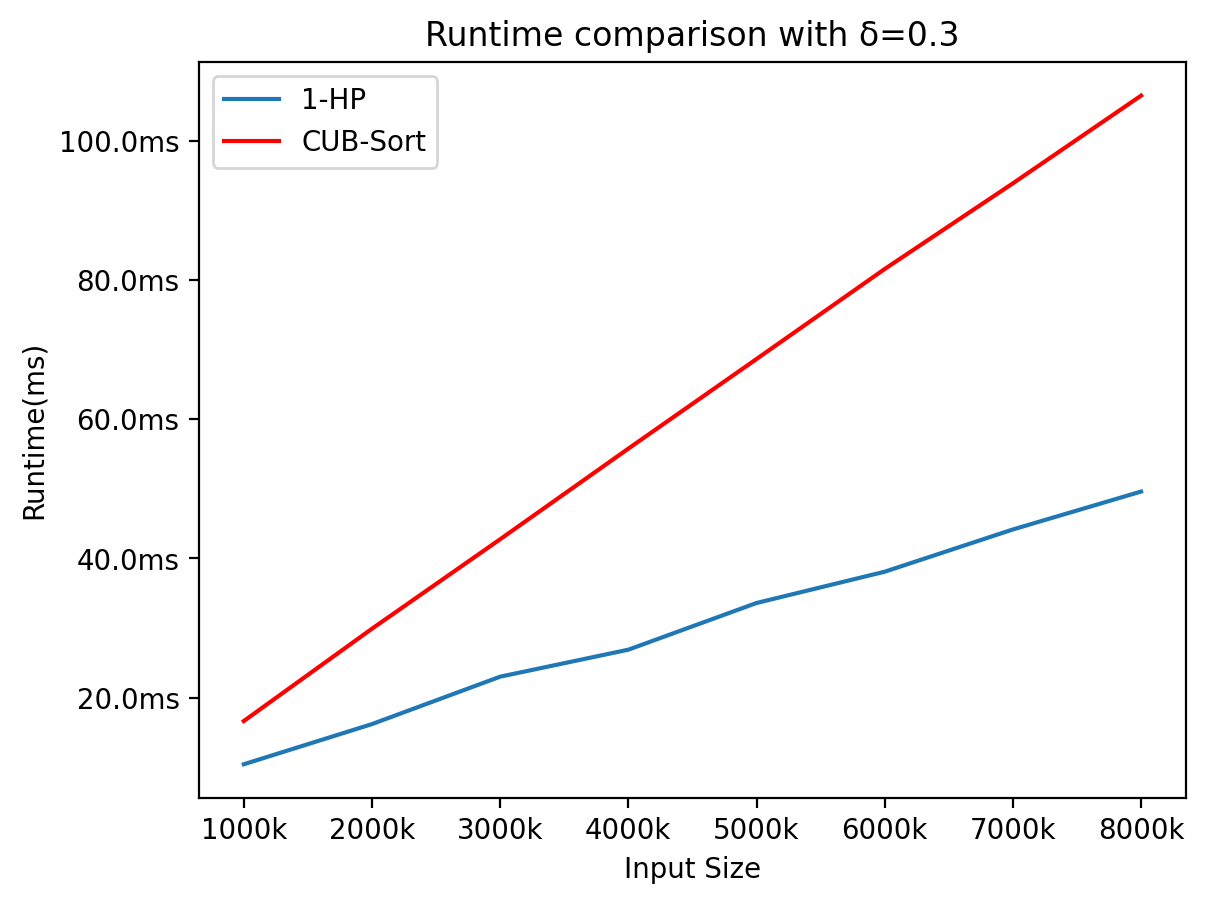 Runtime comparison with δ=0.3
1-HP
CUB-Sort
100.0ms
80.0ms
60.0ms
40.0ms
20.0ms
Runtime(ms)
1000k 2000k 3000k 4000k 5000k 6000k 7000k 8000k
Input Size